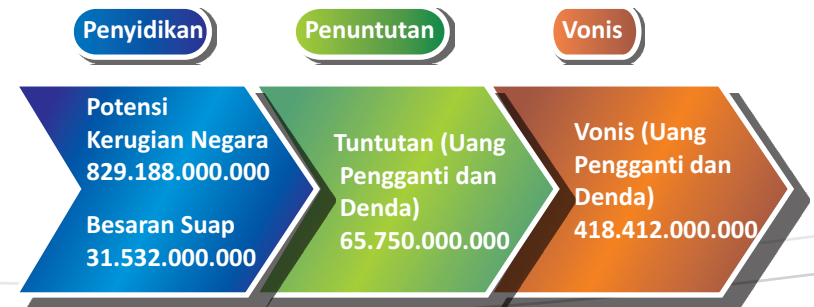 Penyidikan
Penuntutan
Vonis
Potensi
Kerugian Negara
829.188.000.000
Besaran Suap
31.532.000.000
Tuntutan (Uang
Pengganti dan
Denda)
65.750.000.000
Vonis (Uang
Pengganti dan
Denda)
418.412.000.000